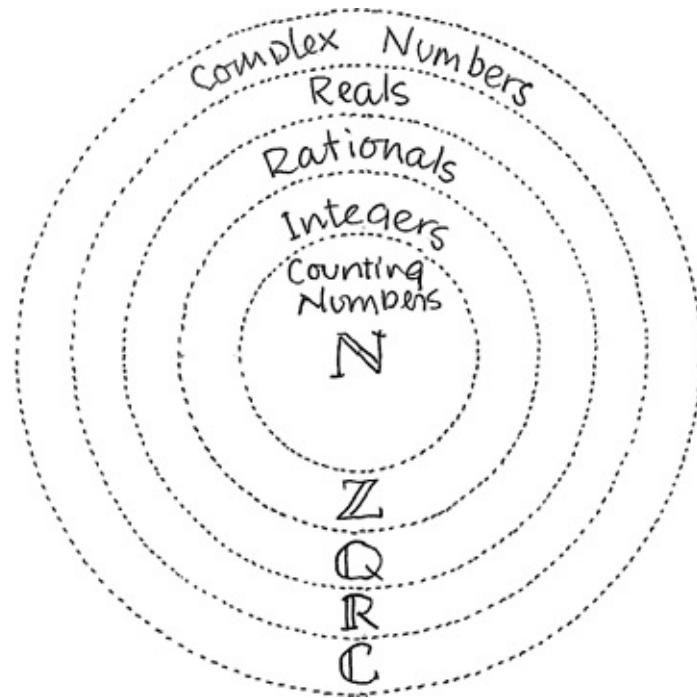 Complex Numbers
Reals
Rationals
Integers
Counting
Numbers
ℕ
ℤ
ℚ
ℝ
ℂ